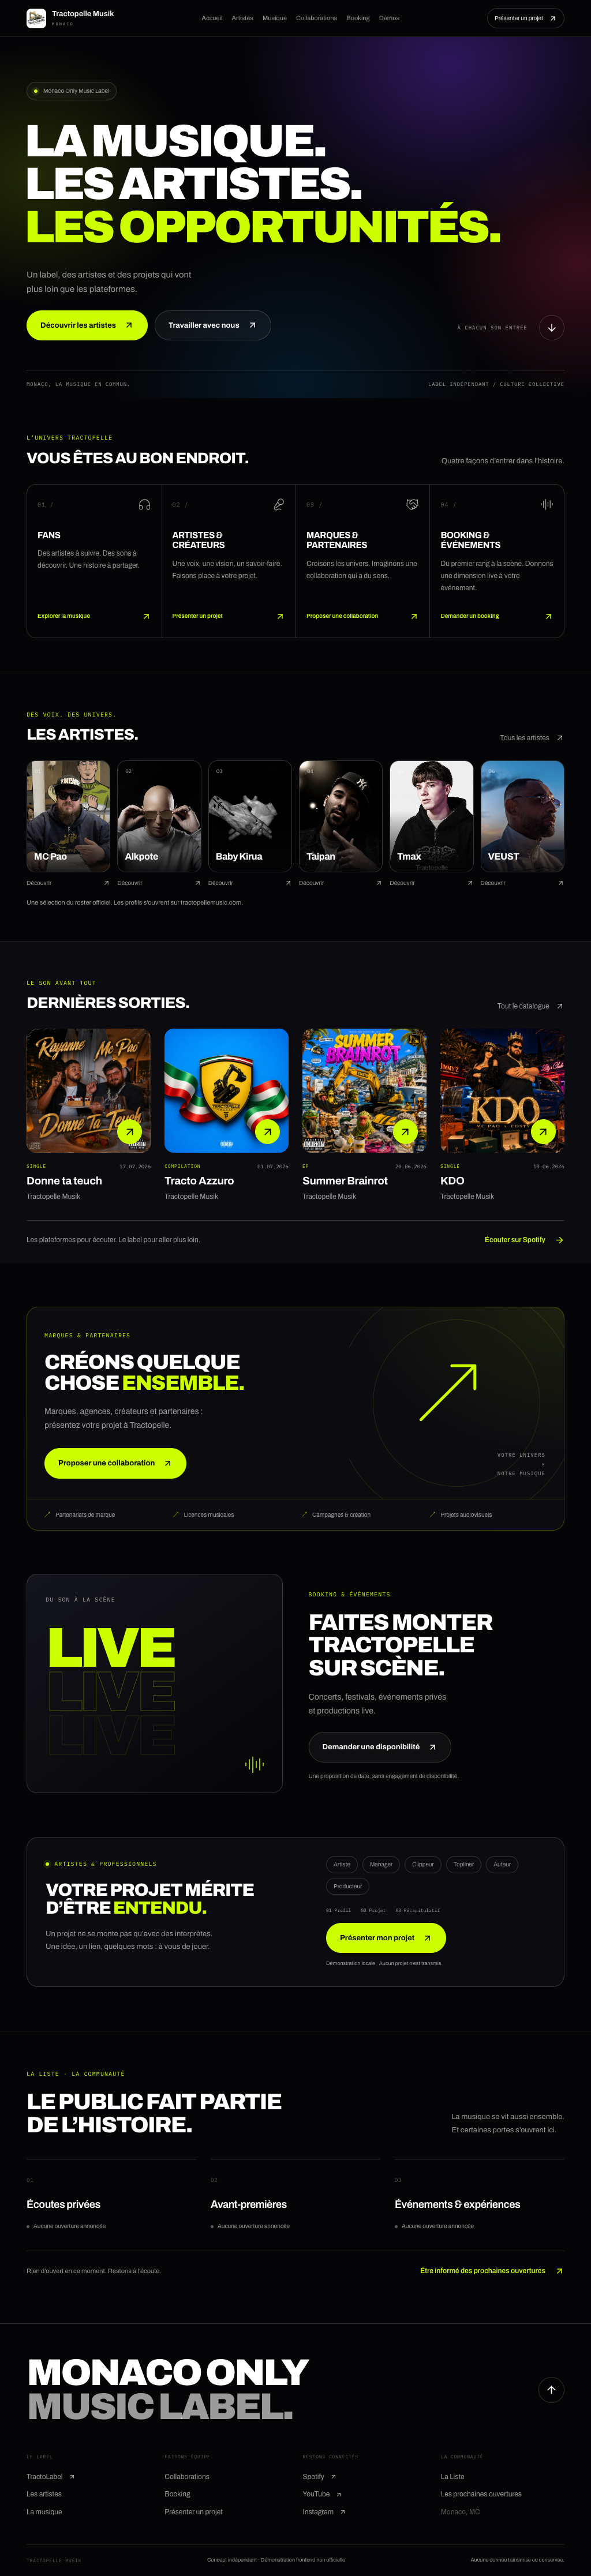 Tractopelle Musik
MONACO
Accueil Artistes Musique Collaborations Booking Démos
Présenter un projet
Monaco Only Music Label
LA MUSIQUE.
LES ARTISTES.
LES OPPORTUNITÉS.
Un label, des artistes et des projets qui vont
plus loin que les plateformes.
Découvrir les artistes
Travailler avec nous
À CHACUN SON ENTRÉE
MONACO, LA MUSIQUE EN COMMUN.
LABEL INDÉPENDANT / CULTURE COLLECTIVE
L'UNIVERS TRACTOPELLE
VOUS ÊTES AU BON ENDROIT.
Quatre façons d'entrer dans l'histoire.
01 /
FANS
Des artistes à suivre. Des sons à
découvrir. Une histoire à partager.
Explorer la musique
02 /
ARTISTES &
CRÉATEURS
Une voix, une vision, un savoir-faire.
Faisons place à votre projet.
Présenter un projet
03 /
MARQUES &
PARTENAIRES
Croisons les univers. Imaginons une
collaboration qui a du sens.
Proposer une collaboration
04 /
BOOKING &
ÉVÉNEMENTS
Du premier rang à la scène. Donnons
une dimension live à votre
événement.
Demander un booking
DES VOIX. DES UNIVERS.
LES ARTISTES.
Tous les artistes
MC Pao
Découvrir
02
Alkpote
Découvrir
03
Baby Kirua
Découvrir
04
Taipan
Découvrir
Tmax
Tractopelle
Découvrir
VEUST
Découvrir
Une sélection du roster officiel. Les profils s'ouvrent sur tractopellemusic.com.
LE SON AVANT TOUT
DERNIÈRES SORTIES.
Tout le catalogue
Rayanne Mc Pao
Donne Ta Teuch
SINGLE 17.07.2026
Donne ta teuch
Tractopelle Musik
TRACTOPELLE
COMPILATION 01.07.2026
Tracto Azzuro
Tractopelle Musik
SUMMER
BRAINROT
EP 20.06.2026
Summer Brainrot
Tractopelle Musik
KDO
SINGLE 10.06.2026
KDO
Tractopelle Musik
Les plateformes pour écouter. Le label pour aller plus loin.
Écouter sur Spotify
MARQUES & PARTENAIRES
CRÉONS QUELQUE
CHOSE ENSEMBLE.
Marques, agences, créateurs et partenaires :
présentez votre projet à Tractopelle.
Proposer une collaboration
VOTRE UNIVERS
+
NOTRE MUSIQUE
Partenariats de marque
Licences musicales
Campagnes & création
Projets audiovisuels
DU SON À LA SCÈNE
LIVE
LIVE
LIVE
BOOKING & ÉVÉNEMENTS
FAITES MONTER
TRACTOPELLE
SUR SCÈNE.
Concerts, festivals, événements privés
et productions live.
Demander une disponibilité
Une proposition de date, sans engagement de disponibilité.
ARTISTES & PROFESSIONNELS
VOTRE PROJET MÉRITE
D'ÊTRE ENTENDU.
Un projet ne se monte pas qu'avec des interprètes.
Une idée, un lien, quelques mots : à vous de jouer.
Artiste Manager Clippeur Topliner Auteur
Producteur
01 Profil 02 Projet 03 Récapitulatif
Présenter mon projet
Démonstration locale · Aucun projet n'est transmis.
LA LISTE · LA COMMUNAUTÉ
LE PUBLIC FAIT PARTIE
DE L'HISTOIRE.
La musique se vit aussi ensemble.
Et certaines portes s'ouvrent ici.
01
Écoutes privées
Aucune ouverture annoncée
02
Avant-premières
Aucune ouverture annoncée
03
Événements & expériences
Aucune ouverture annoncée
Rien d'ouvert en ce moment. Restons à l'écoute.
Être informé des prochaines ouvertures
MONACO ONLY
MUSIC LABEL.
LE LABEL
TractoLabel
Les artistes
La musique
FAISONS ÉQUIPE
Collaborations
Booking
Présenter un projet
RESTONS CONNECTÉS
Spotify
YouTube
Instagram
LA COMMUNAUTÉ
La Liste
Les prochaines ouvertures
Monaco, MC
TRACTOPELLE MUSIK
Concept indépendant · Démonstration frontend non officielle
Aucune donnée transmise ou conservée.